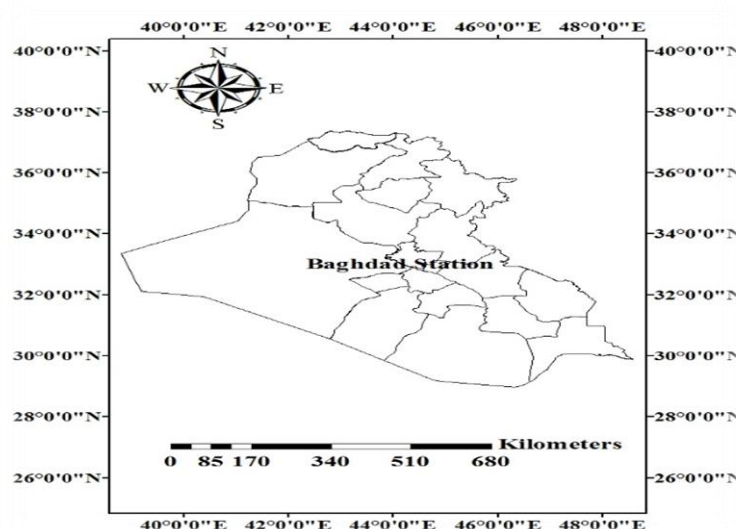 40°0'0"E 42°0'0"E 44°0'0"E 46°0'0"E 48°0'0"E
40°0'0"N 40°0'0"N
N
W E
S
38°0'0"N 38°0'0"N
36°0'0"N 36°0'0"N
34°0'0"N 34°0'0"N
Baghdad Station
32°0'0"N 32°0'0"N
30°0'0"N 30°0'0"N
28°0'0"N 28°0'0"N
Kilometers
0 85 170 340 510 680
26°0'0"N 26°0'0"N
40°0'0"E 42°0'0"E 44°0'0"E 46°0'0"E 48°0'0"E